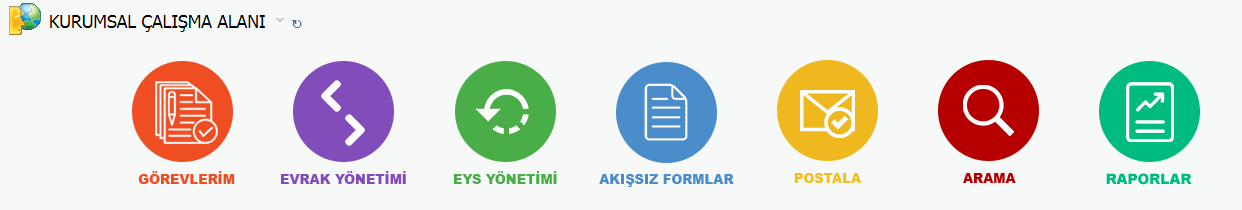 KURUMSAL ÇALIŞMA ALANI
GÖREVLERİM EVRAK YÖNETİMİ EYS YÖNETİMİ AKIŞSIZ FORMLAR POSTALA ARAMA RAPORLAR